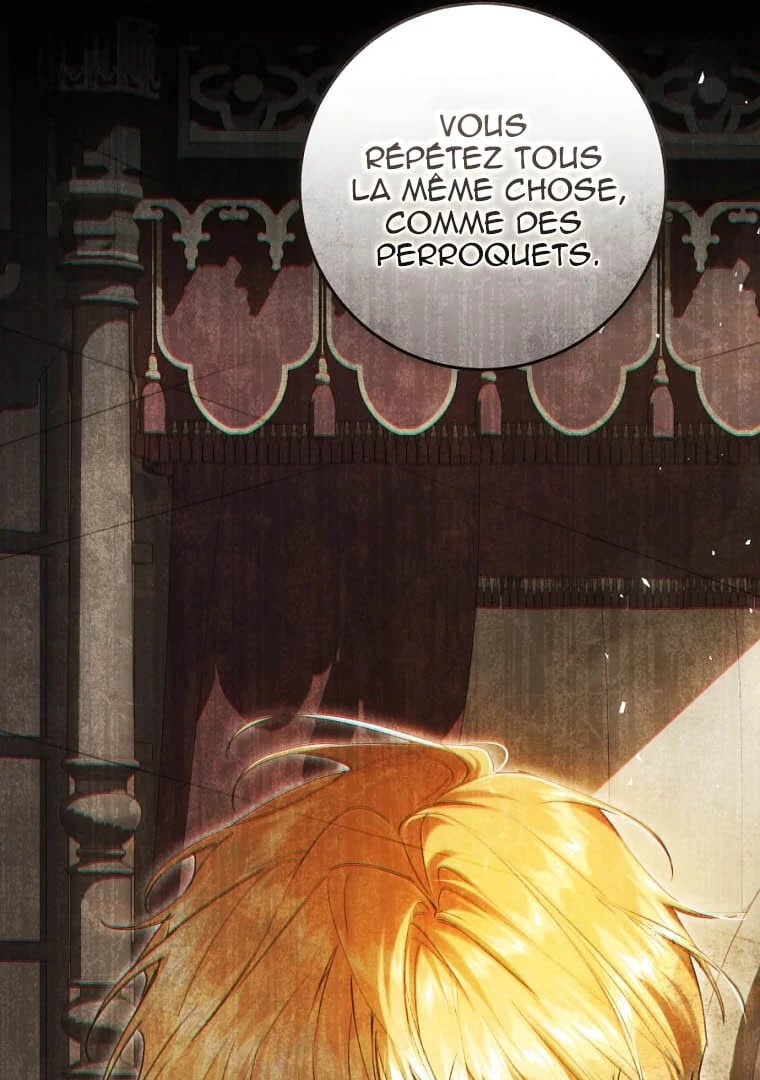 VOUS
RÉPÉTEZ TOUS
LA MÊME CHOSE,
COMME DES
PERROQUETS.